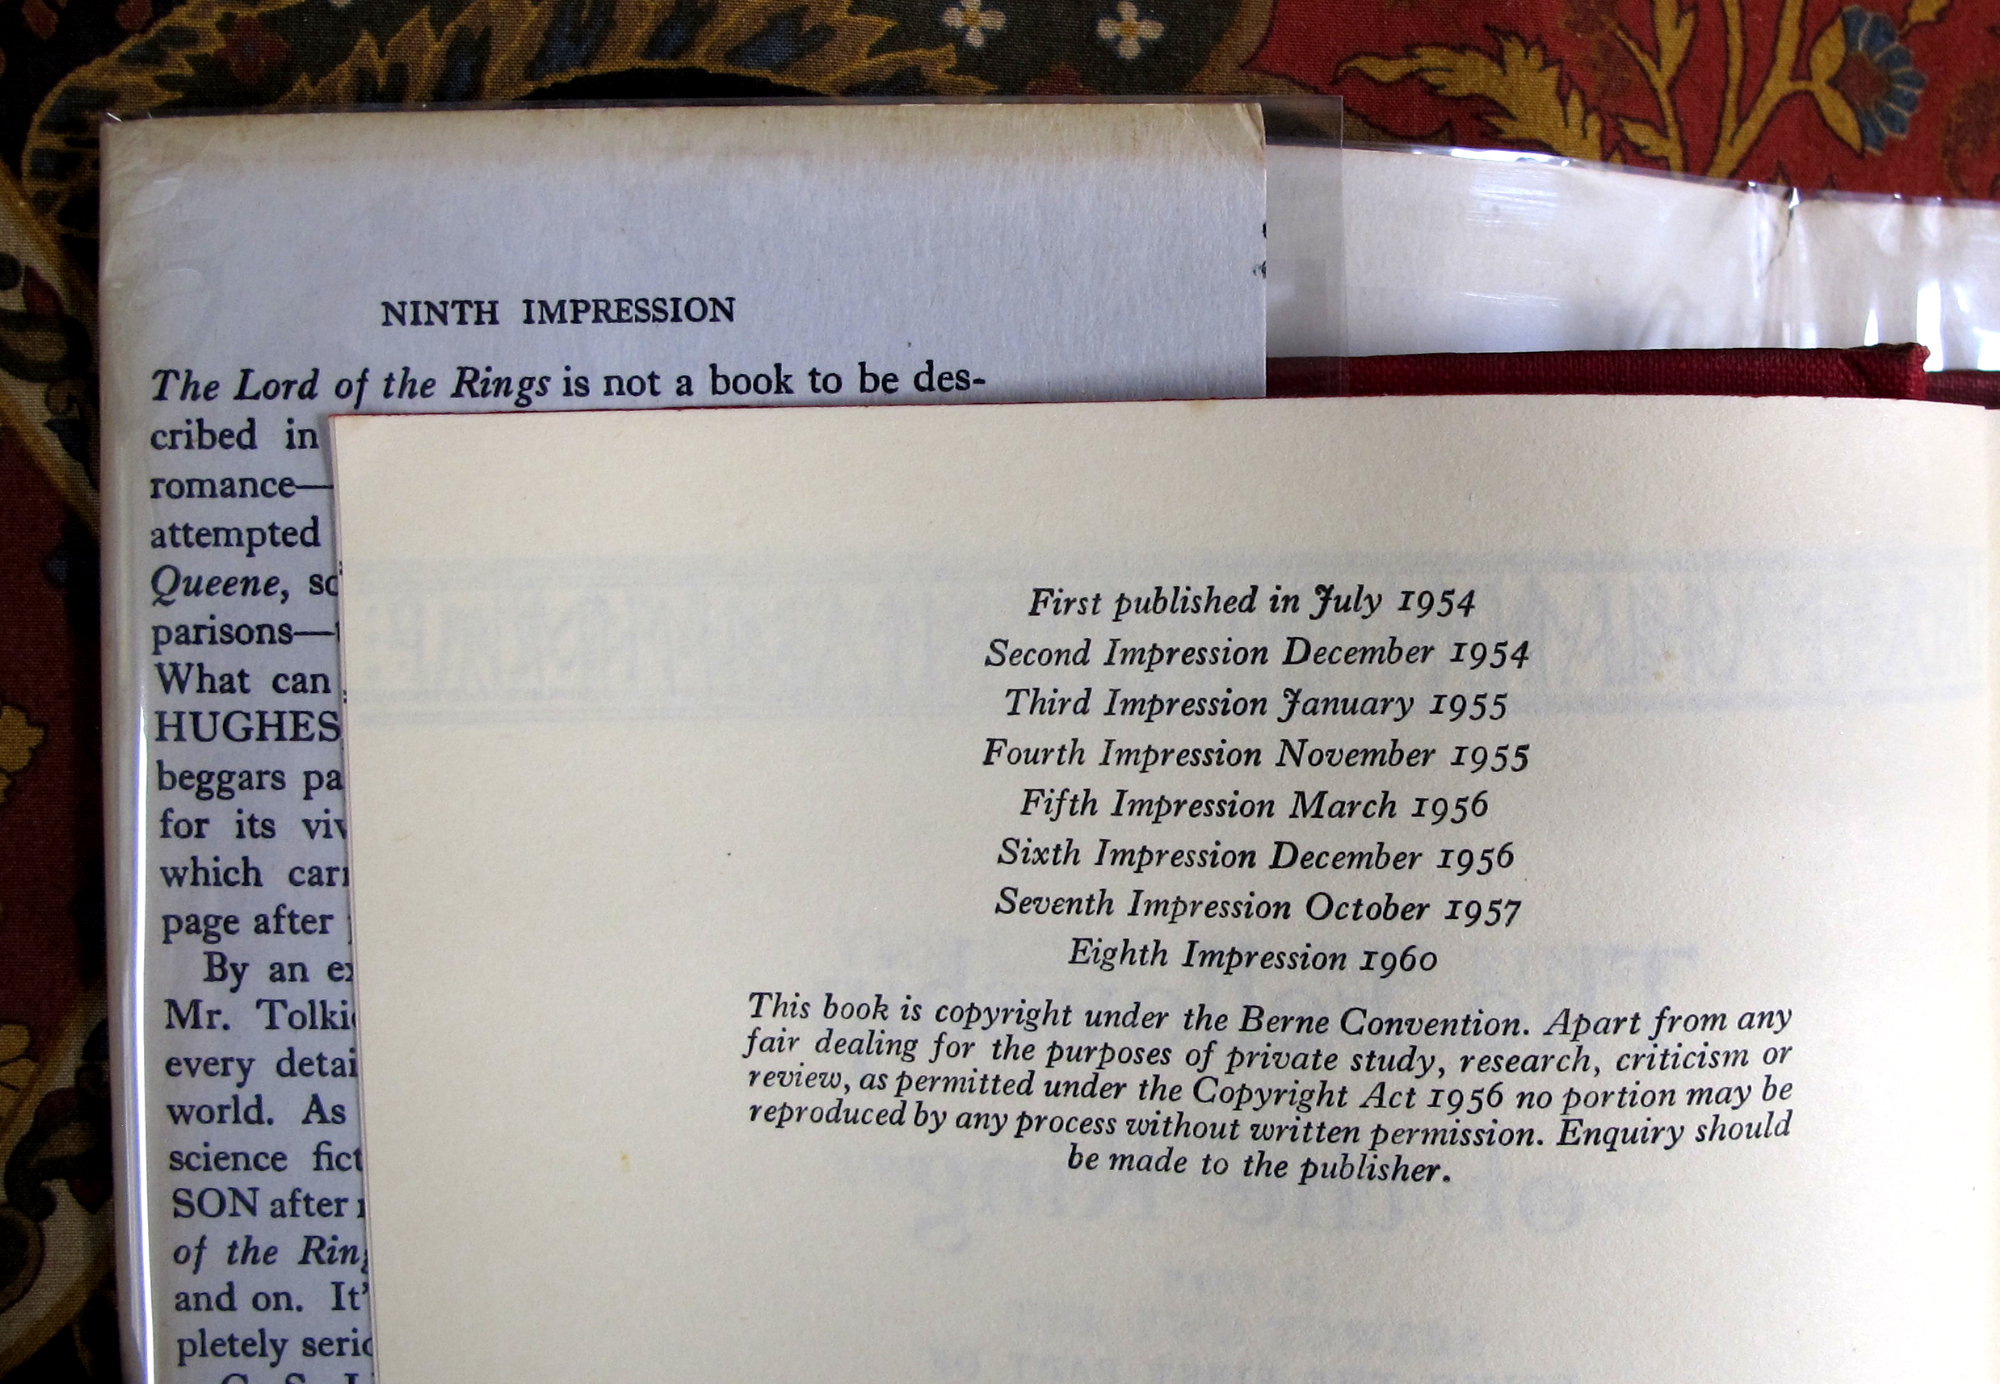 NINTH IMPRESSION
The Lord of the Rings is not a book to be des-
cribed in
romance—
attempted
Queene,
parisons—
What can
HUGHES
beggars
for its
which
page after
By an
Mr.
every
world. As
science
SON after
of the
and on.
pletely
First published in July 1954
Second Impression December 1954
Third Impression January 1955
Fourth Impression November 1955
Fifth Impression March 1956
Sixth Impression December 1956
Seventh Impression October 1957
Eighth Impression 1960
This book is copyright under the Berne Convention. Apart from any
fair dealing for the purposes of private study, research, criticism or
review, as permitted under the Copyright Act 1956 no portion may be
reproduced by any process without written permission. Enquiry should
be made to the publisher.